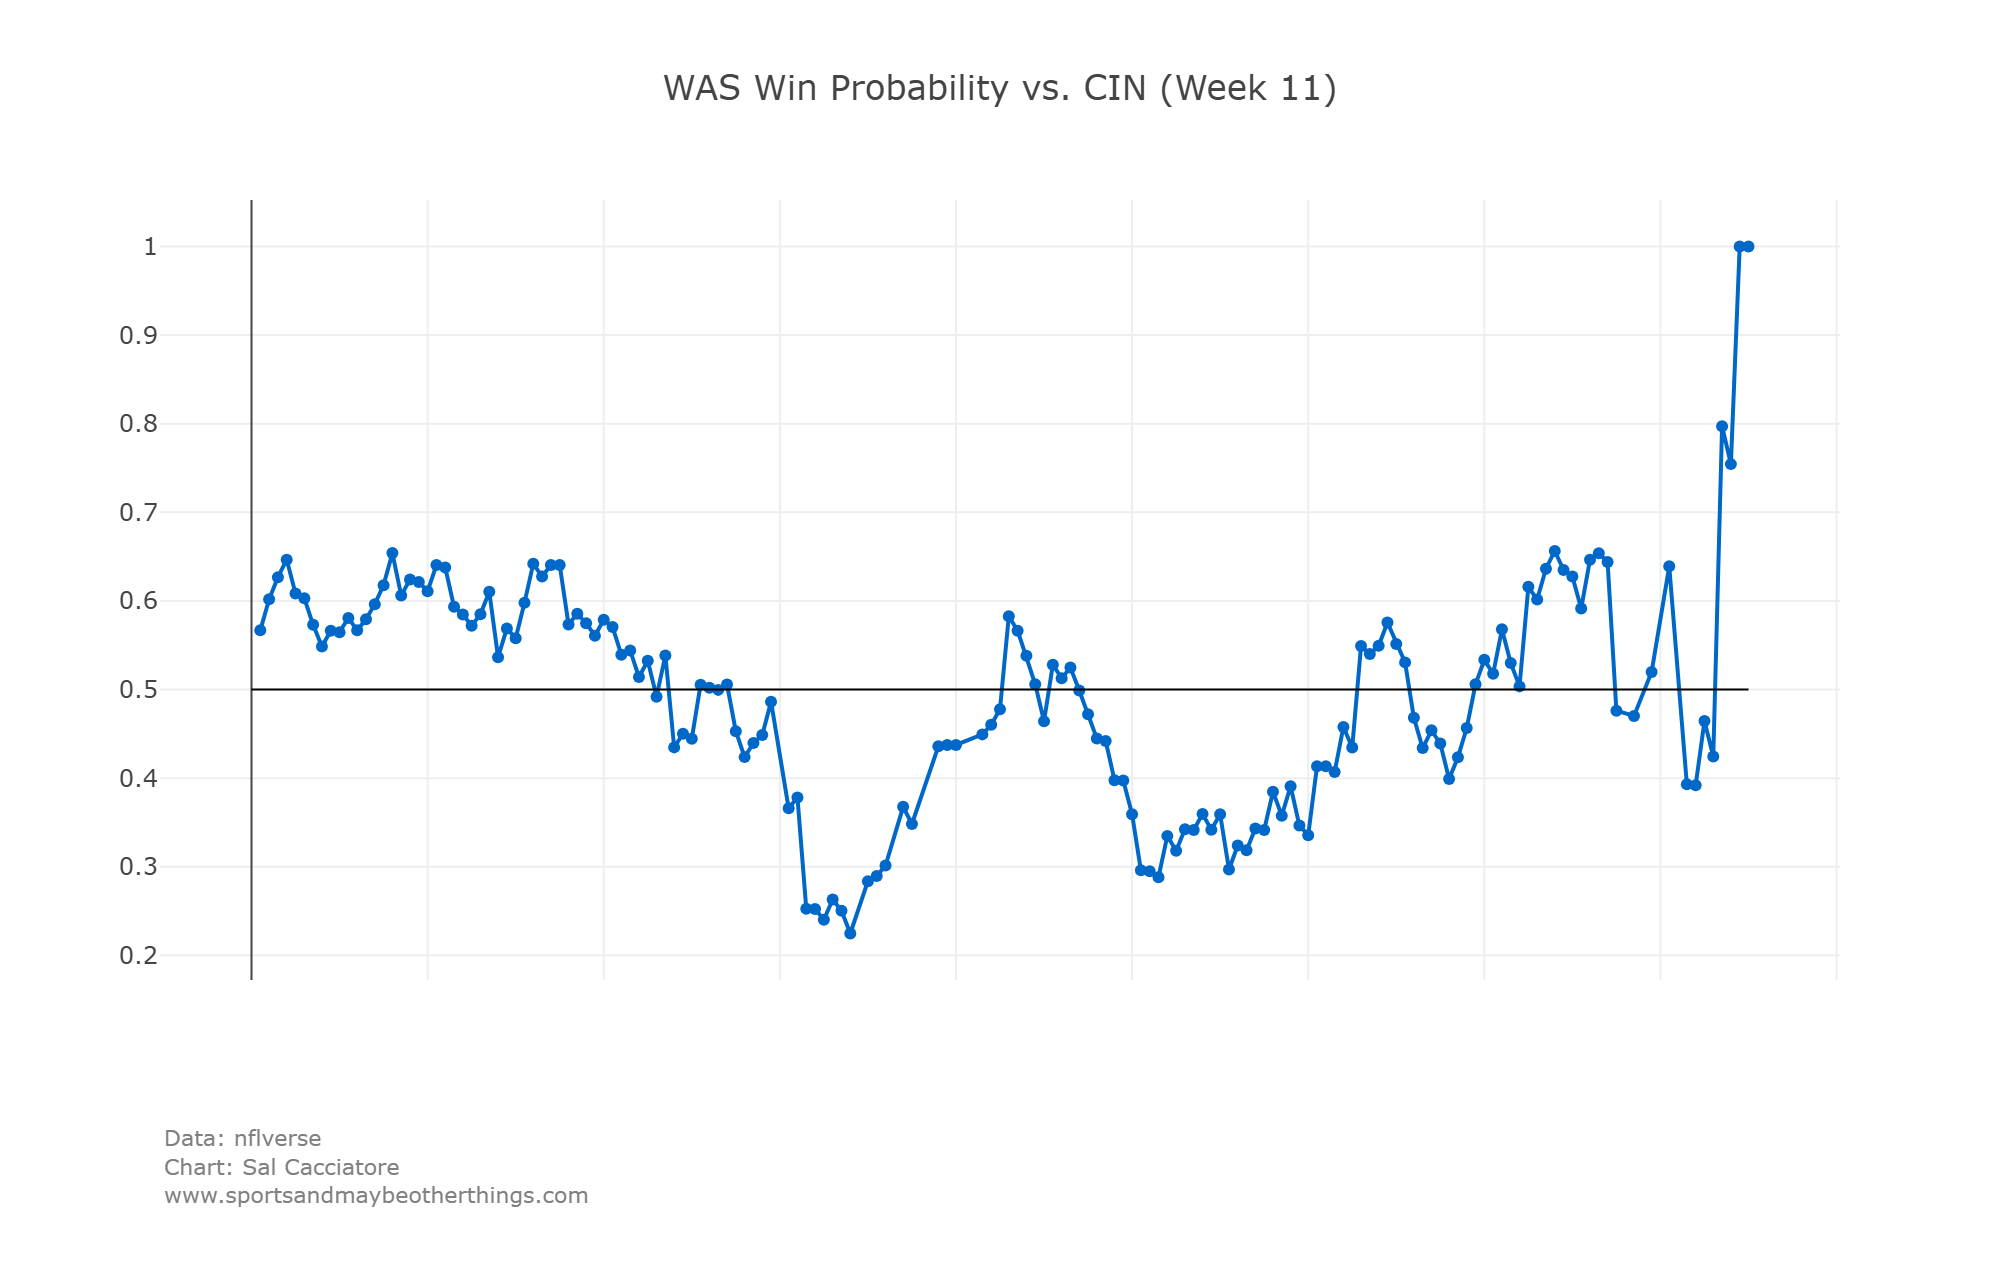 WAS Win Probability vs. CIN (Week 11)
1
0.9
0.8
0.7
0.6
0.5
0.4
0.3
0.2
Data: nflverse
Chart: Sal Cacciatore
www.sportsandmaybeotherthings.com